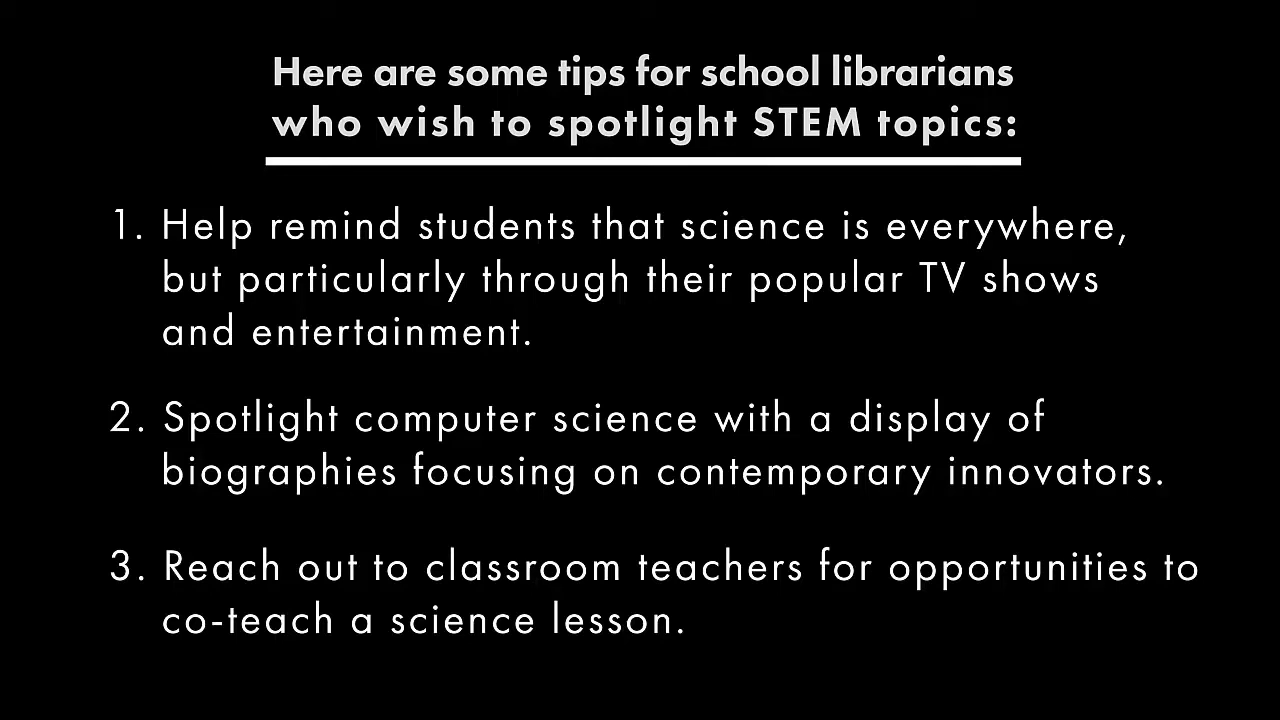 Here are some tips for school librarians
who wish to spotlight STEM topics:
1. Help remind students that science is everywhere,
but particularly through their popular TV shows
and entertainment.
2. Spotlight computer science with a display of
biographies focusing on contemporary innovators.
3. Reach out to classroom teachers for opportunities to
co-teach a science lesson.